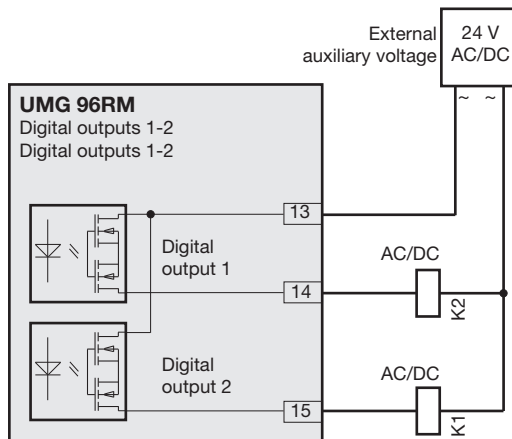 External
auxiliary voltage
24 V
AC/DC
~ ~
UMG 96RM
Digital outputs 1-2
Digital outputs 1-2
13
Digital
output 1
14
AC/DC
K2
Digital
output 2
15
AC/DC
K1